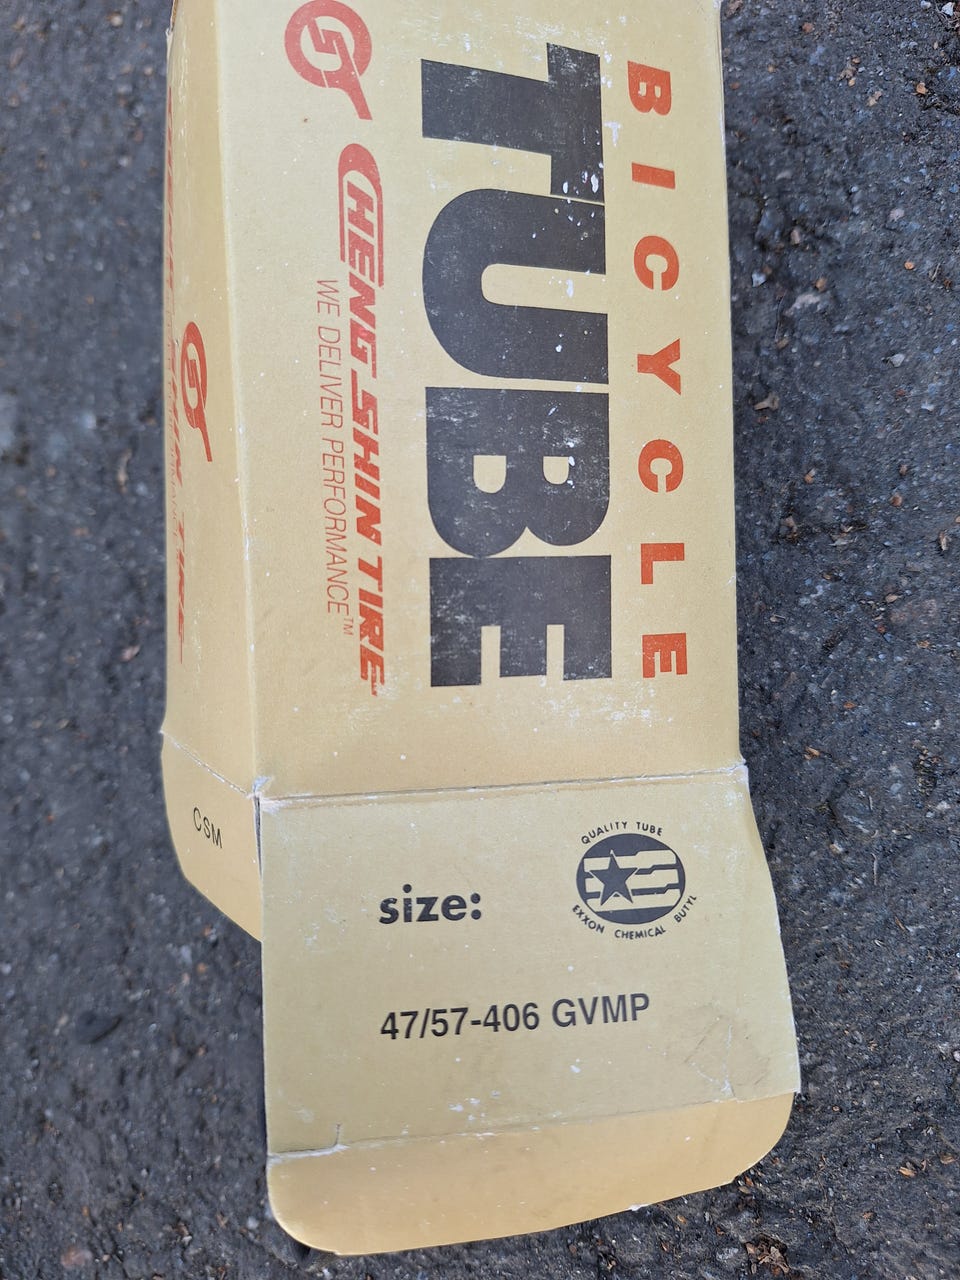 BICYCLE
TUBE
CHENG SHIN TIRE
WE DELIVER PERFORMANCE™
CSM
size:
QUALITY TUBE
EXXON CHEMICAL BUTYL
47/57-406 GVMP